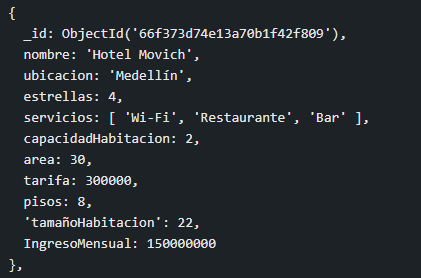 {
_id: ObjectId('66f373d74e13a70b1f42f809'),
nombre: 'Hotel Movich',
ubicacion: 'Medellín',
estrellas: 4,
servicios: [ 'Wi-Fi', 'Restaurante', 'Bar' ],
capacidadHabitacion: 2,
area: 30,
tarifa: 300000,
pisos: 8,
'tamañoHabitacion': 22,
IngresoMensual: 150000000
},